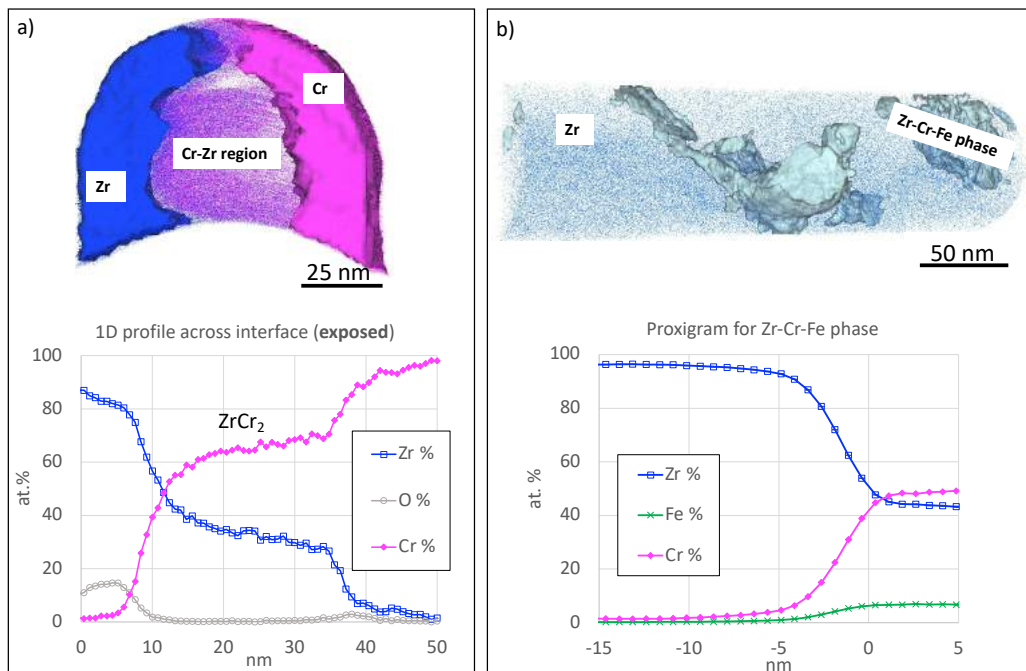 a)
Cr
Cr-Zr region
Zr
25 nm
1D profile across interface (exposed)
100
80
60
40
20
0
at.%
ZrCr2
Zr %
O %
Cr %
0 10 20 30 40 50
nm
b)
Zr
Zr-Cr-Fe phase
50 nm
Proxigram for Zr-Cr-Fe phase
100
80
60
40
20
0
at. %
Zr %
Fe %
Cr %
-15 -10 -5 0 5
nm